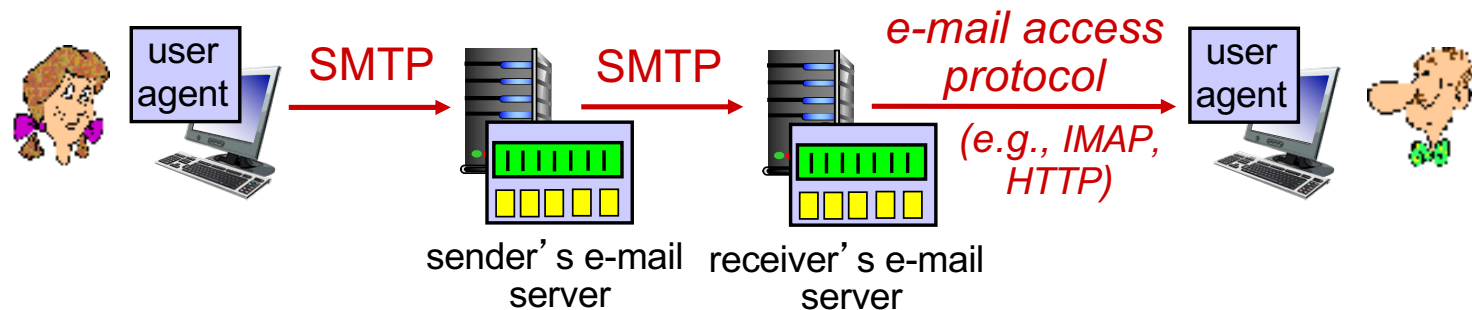 user
agent
SMTP
SMTP
e-mail access
protocol
(e.g., IMAP,
HTTP)
user
agent
sender’s e-mail
server
receiver’s e-mail
server